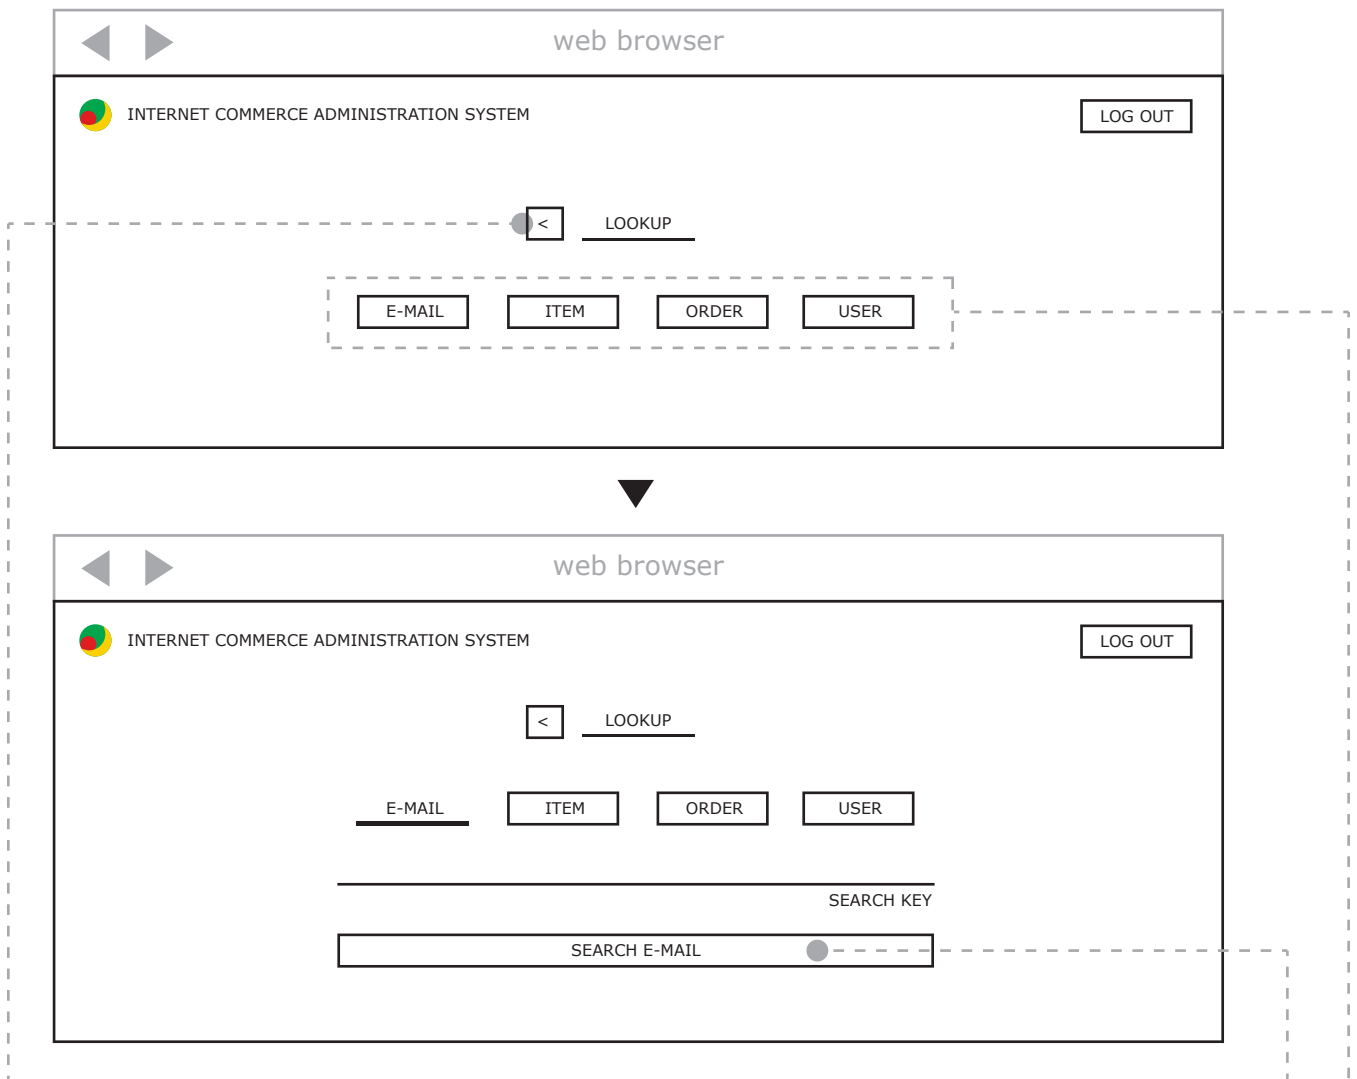 web browser
INTERNET COMMERCE ADMINISTRATION SYSTEM
LOG OUT
< LOOKUP
E-MAIL ITEM ORDER USER
web browser
INTERNET COMMERCE ADMINISTRATION SYSTEM
LOG OUT
< LOOKUP
E-MAIL ITEM ORDER USER
SEARCH KEY
SEARCH E-MAIL